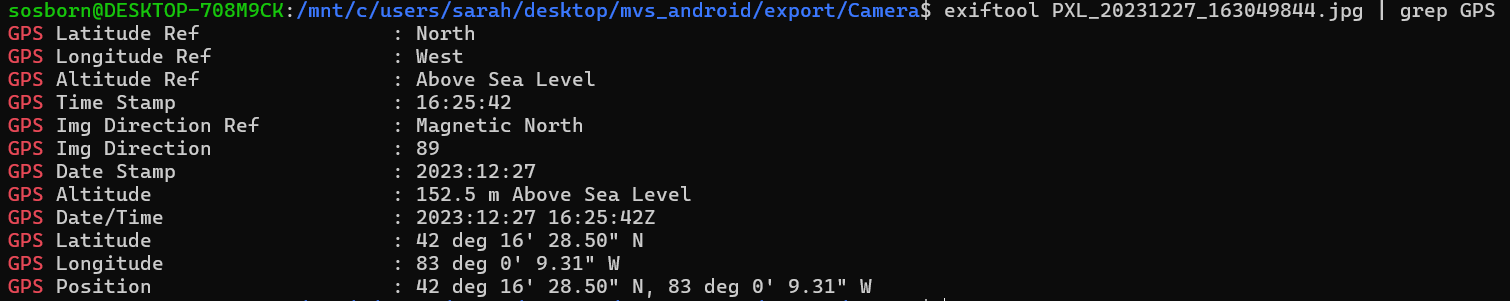 sosborn@DESKTOP-708M9CK:/mnt/c/users/sarah/desktop/mvs_android/export/Camera$ exiftool PXL_20231227_163049844.jpg | grep GPS
GPS Latitude Ref                : North
GPS Longitude Ref               : West
GPS Altitude Ref                : Above Sea Level
GPS Time Stamp                  : 16:25:42
GPS Img Direction Ref           : Magnetic North
GPS Img Direction               : 89
GPS Date Stamp                  : 2023:12:27
GPS Altitude                    : 152.5 m Above Sea Level
GPS Date/Time                   : 2023:12:27 16:25:42Z
GPS Latitude                    : 42 deg 16' 28.50" N
GPS Longitude                   : 83 deg 0' 9.31" W
GPS Position                    : 42 deg 16' 28.50" N, 83 deg 0' 9.31" W